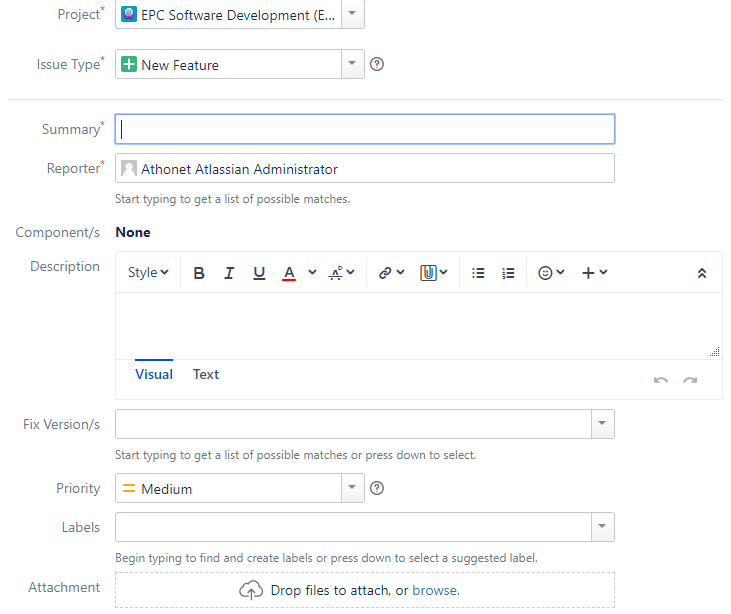 Project* EPC Software Development (E...
Issue Type* New Feature
Summary*
Reporter* Athonet Atlassian Administrator
Start typing to get a list of possible matches.
Component/s None
Description Style B I U A
Visual Text
Fix Version/s
Start typing to get a list of possible matches or press down to select.
Priority Medium
Labels
Begin typing to find and create labels or press down to select a suggested label.
Attachment Drop files to attach, or browse.